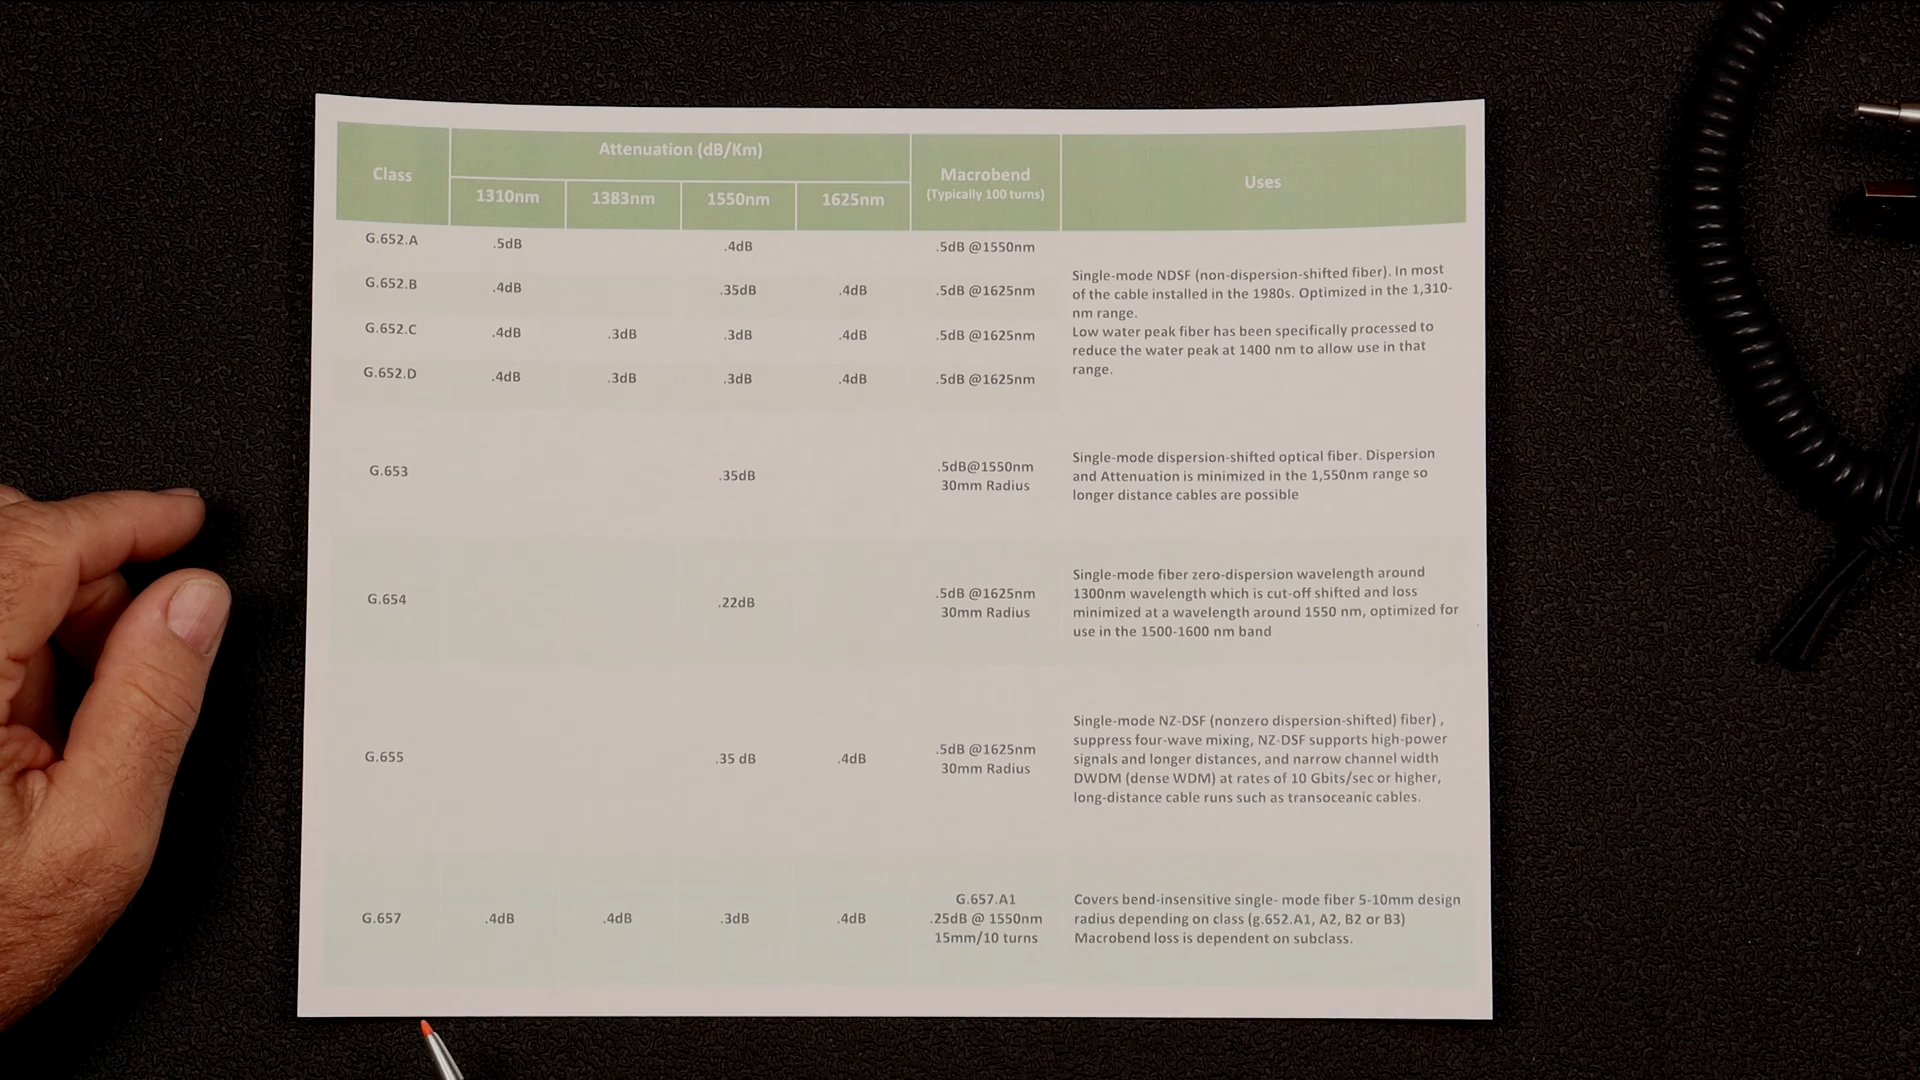 Class
Attenuation (dB/Km)
Macrobend
(Typically 100 turns)
Uses
1310nm 1383nm 1550nm 1625nm
G.652.A .5dB .4dB .5dB @1550nm
G.652.B .4dB .35dB .4dB .5dB @1625nm
G.652.C .4dB .3dB .3dB .4dB .5dB @1625nm
G.652.D .4dB .3dB .3dB .4dB .5dB @1625nm
Single-mode NDSF (non-dispersion-shifted fiber). In most
of the cable installed in the 1980s. Optimized in the 1,310-
nm range.
Low water peak fiber has been specifically processed to
reduce the water peak at 1400 nm to allow use in that
range.
G.653 .35dB
.5dB@1550nm
30mm Radius
Single-mode dispersion-shifted optical fiber. Dispersion
and Attenuation is minimized in the 1,550nm range so
longer distance cables are possible
G.654 .22dB
.5dB @1625nm
30mm Radius
Single-mode fiber zero-dispersion wavelength around
1300nm wavelength which is cut-off shifted and loss
minimized at a wavelength around 1550 nm, optimized for
use in the 1500-1600 nm band
G.655 .35 dB .4dB
.5dB @1625nm
30mm Radius
Single-mode NZ-DSF (nonzero dispersion-shifted) fiber) ,
suppress four-wave mixing, NZ-DSF supports high-power
signals and longer distances, and narrow channel width
DWDM (dense WDM) at rates of 10 Gbits/sec or higher,
long-distance cable runs such as transoceanic cables.
G.657 .4dB .4dB .3dB .4dB
G.657.A1
.25dB @ 1550nm
15mm/10 turns
Covers bend-insensitive single- mode fiber 5-10mm design
radius depending on class (g.652.A1, A2, B2 or B3)
Macrobend loss is dependent on subclass.